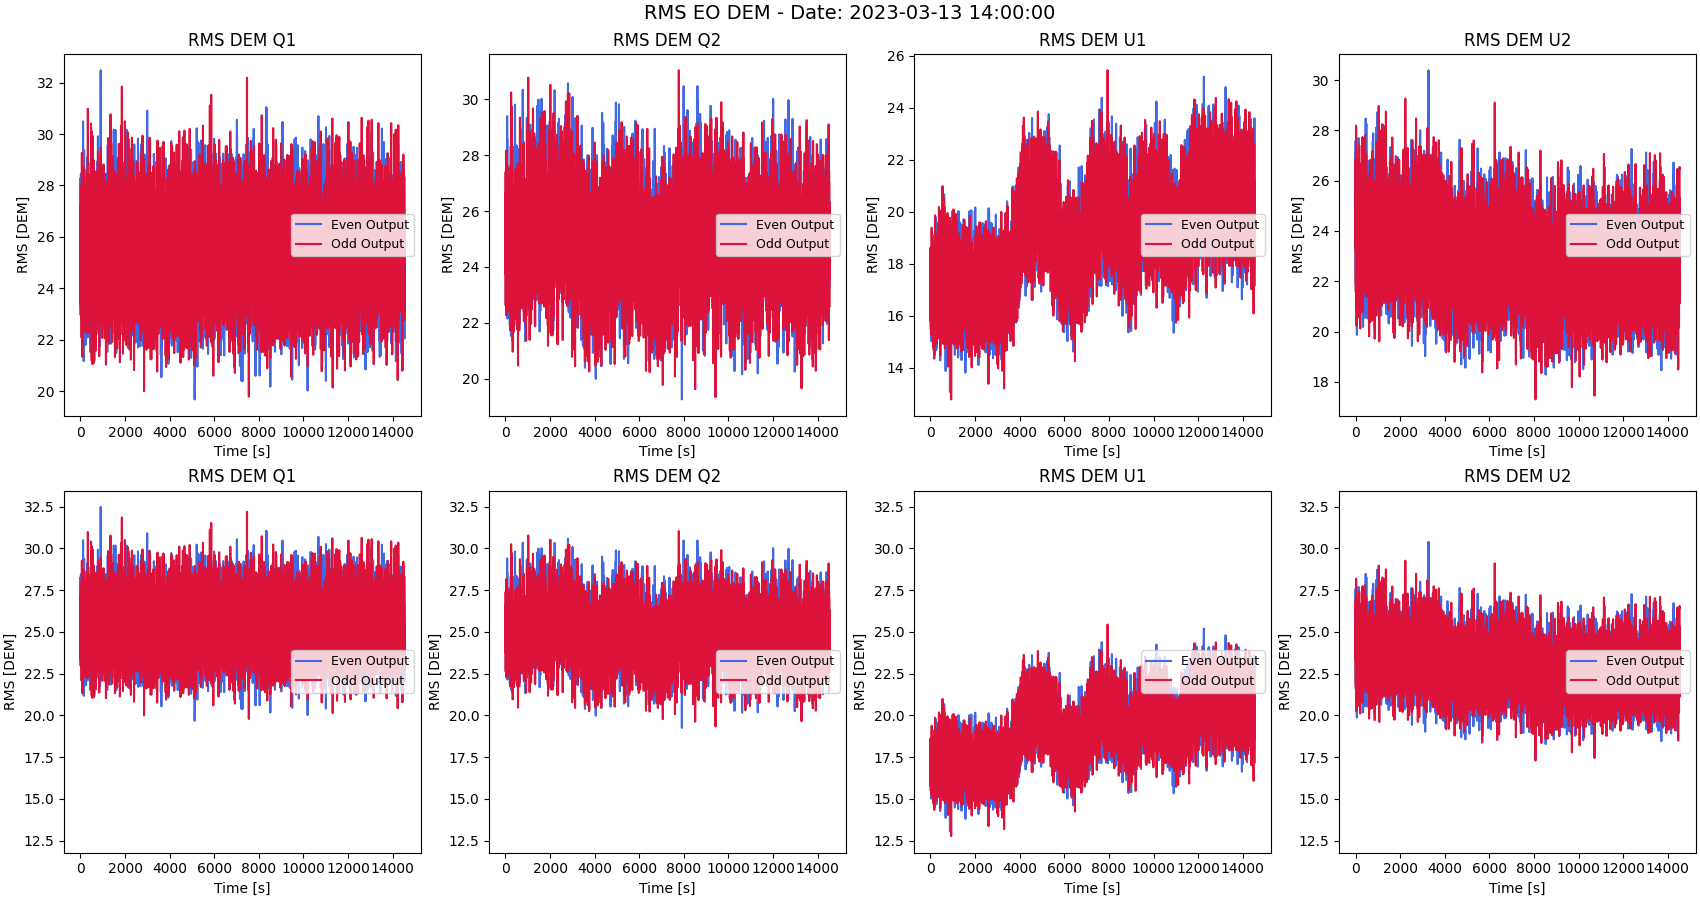 RMS EO DEM - Date: 2023-03-13 14:00:00
RMS DEM Q1
RMS [DEM]
32
30
28
26
24
22
20
0 2000 4000 6000 8000 10000 12000 14000
Time [s]
Even Output
Odd Output
RMS DEM Q2
RMS [DEM]
30
28
26
24
22
20
0 2000 4000 6000 8000 10000 12000 14000
Time [s]
Even Output
Odd Output
RMS DEM U1
RMS [DEM]
26
24
22
20
18
16
14
0 2000 4000 6000 8000 10000 12000 14000
Time [s]
Even Output
Odd Output
RMS DEM U2
RMS [DEM]
30
28
26
24
22
20
18
0 2000 4000 6000 8000 10000 12000 14000
Time [s]
Even Output
Odd Output
RMS DEM Q1
RMS [DEM]
32.5
30.0
27.5
25.0
22.5
20.0
17.5
15.0
12.5
0 2000 4000 6000 8000 10000 12000 14000
Time [s]
Even Output
Odd Output
RMS DEM Q2
RMS [DEM]
32.5
30.0
27.5
25.0
22.5
20.0
17.5
15.0
12.5
0 2000 4000 6000 8000 10000 12000 14000
Time [s]
Even Output
Odd Output
RMS DEM U1
RMS [DEM]
32.5
30.0
27.5
25.0
22.5
20.0
17.5
15.0
12.5
0 2000 4000 6000 8000 10000 12000 14000
Time [s]
Even Output
Odd Output
RMS DEM U2
RMS [DEM]
32.5
30.0
27.5
25.0
22.5
20.0
17.5
15.0
12.5
0 2000 4000 6000 8000 10000 12000 14000
Time [s]
Even Output
Odd Output